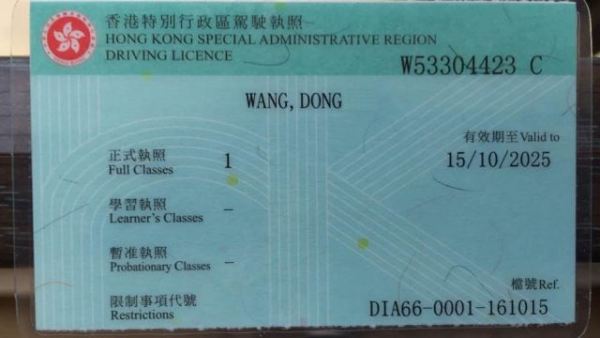 香港特別行政區駕駛執照
HONG KONG SPECIAL ADMINISTRATIVE REGION
DRIVING LICENCE
W53304423 C
WANG, DONG
有效期至 Valid to
正式執照 1 15/10/2025
Full Classes
學習執照 –
Learner's Classes
暫准執照 –
Probationary Classes
檔號 Ref.
限制事項代號 DIA66-0001-161015
Restrictions